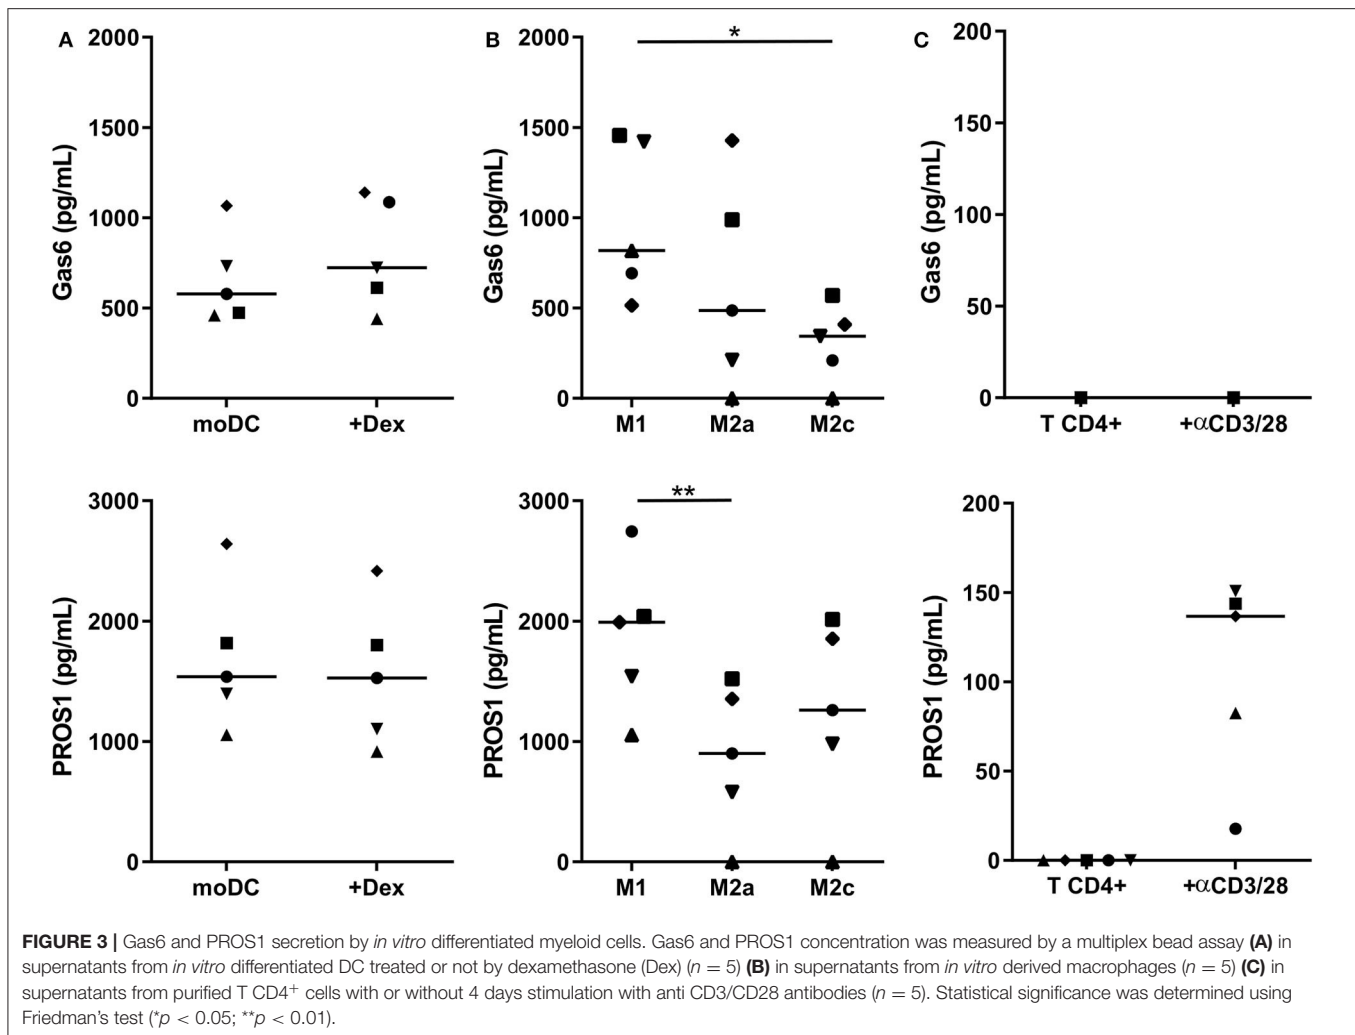 A
2000
1500
1000
500
0
Gas6 (pg/mL)
moDC
+Dex
B
2000
1500
1000
500
0
Gas6 (pg/mL)
*
M1
M2a
M2c
C
200
150
100
50
0
Gas6 (pg/mL)
T CD4+
+αCD3/28
3000
2000
1000
0
PROS1 (pg/mL)
moDC
+Dex
3000
2000
1000
0
PROS1 (pg/mL)
**
M1
M2a
M2c
200
150
100
50
0
PROS1 (pg/mL)
T CD4+
+αCD3/28
FIGURE 3 | Gas6 and PROS1 secretion by in vitro differentiated myeloid cells. Gas6 and PROS1 concentration was measured by a multiplex bead assay (A) in
supernatants from in vitro differentiated DC treated or not by dexamethasone (Dex) (n = 5) (B) in supernatants from in vitro derived macrophages (n = 5) (C) in
supernatants from purified T CD4⁺ cells with or without 4 days stimulation with anti CD3/CD28 antibodies (n = 5). Statistical significance was determined using
Friedman's test (*p < 0.05; **p < 0.01).